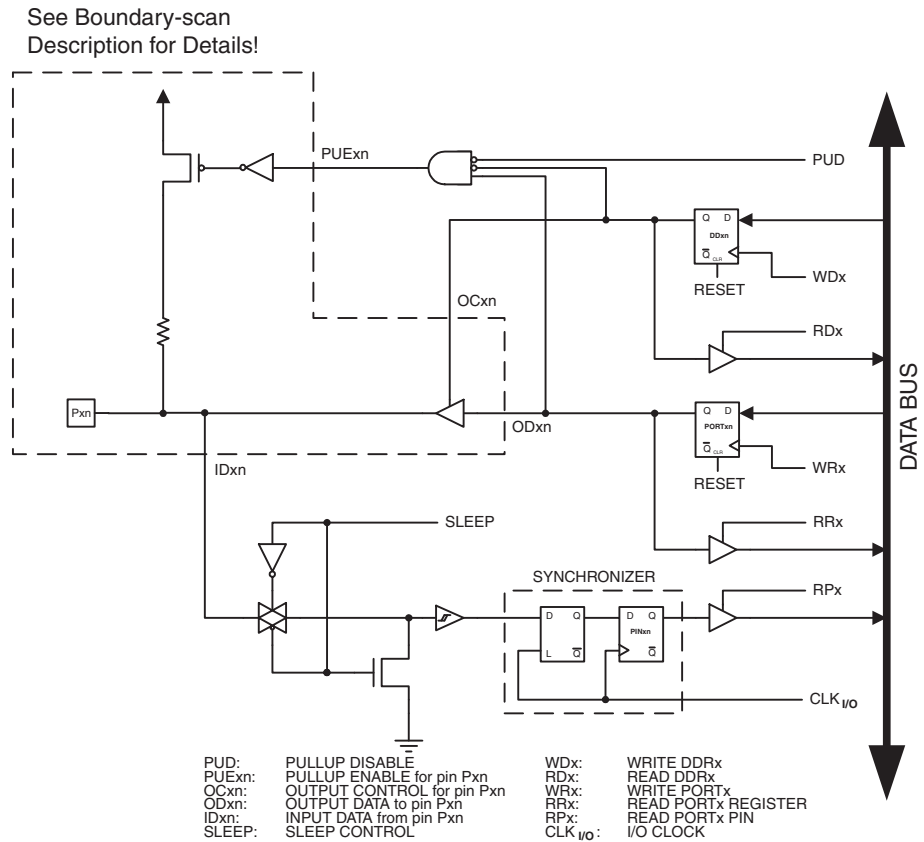 See Boundary-scan
Description for Details!
PUExn
PUD
Q D
DDxn
Q CLR
WDx
RESET
OCxn
RDx
Pxn
Q D
ODxn
PORTxn
Q CLR
IDxn
WRx
RESET
DATA BUS
SLEEP
RRx
SYNCHRONIZER
RPx
D Q
D Q
PINxn
L Q
Q
CLK I/O
PUD: PULLUP DISABLE
PUExn: PULLUP ENABLE for pin Pxn
OCxn: OUTPUT CONTROL for pin Pxn
ODxn: OUTPUT DATA to pin Pxn
IDxn: INPUT DATA from pin Pxn
SLEEP: SLEEP CONTROL
WDx: WRITE DDRx
RDx: READ DDRx
WRx: WRITE PORTx
RRx: READ PORTx REGISTER
RPx: READ PORTx PIN
CLK I/O: I/O CLOCK